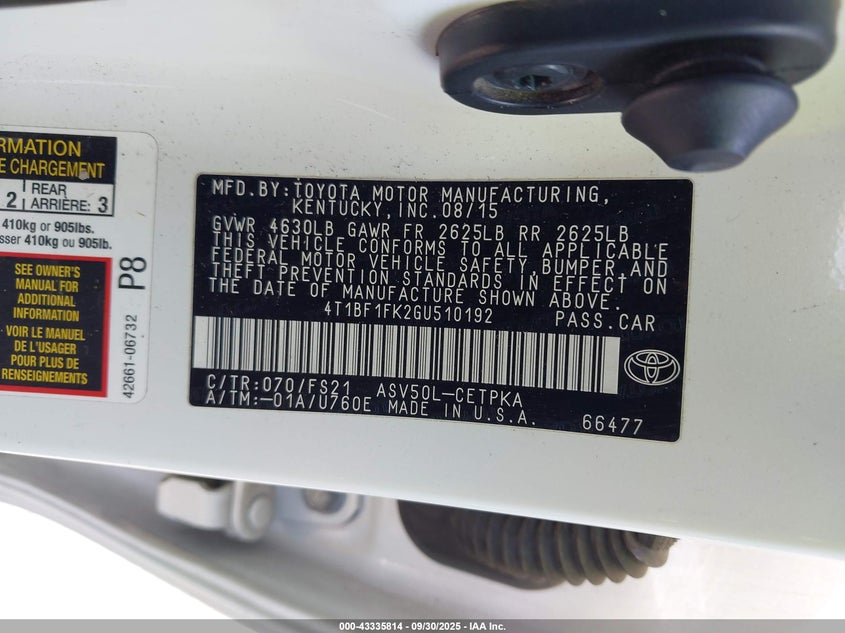 RMATION
E CHARGEMENT
2 REAR ARRIÈRE: 3
410kg or 905lbs.
sser 410kg ou 905lb.
SEE OWNER'S
MANUAL FOR
ADDITIONAL
INFORMATION
VOIR LE MANUEL
DE L'USAGER
POUR PLUS DE
RENSEIGNEMENTS
P8
42661-06732
MFD.BY:TOYOTA MOTOR MANUFACTURING,
KENTUCKY,INC.08/15
GVWR 4630LB GAWR FR 2625LB RR 2625LB
THIS VEHICLE CONFORMS TO ALL APPLICABLE
FEDERAL MOTOR VEHICLE SAFETY,BUMPER,AND
THEFT PREVENTION STANDARDS IN EFFECT ON
THE DATE OF MANUFACTURE SHOWN ABOVE.
4T1BF1FK2GU510192 PASS.CAR
C/TR:070/FS21 ASV50L-CETPKA
A/TM:-01A/U760E MADE IN U.S.A.
66477
000-43335814 - 09/30/2025 - IAA Inc.